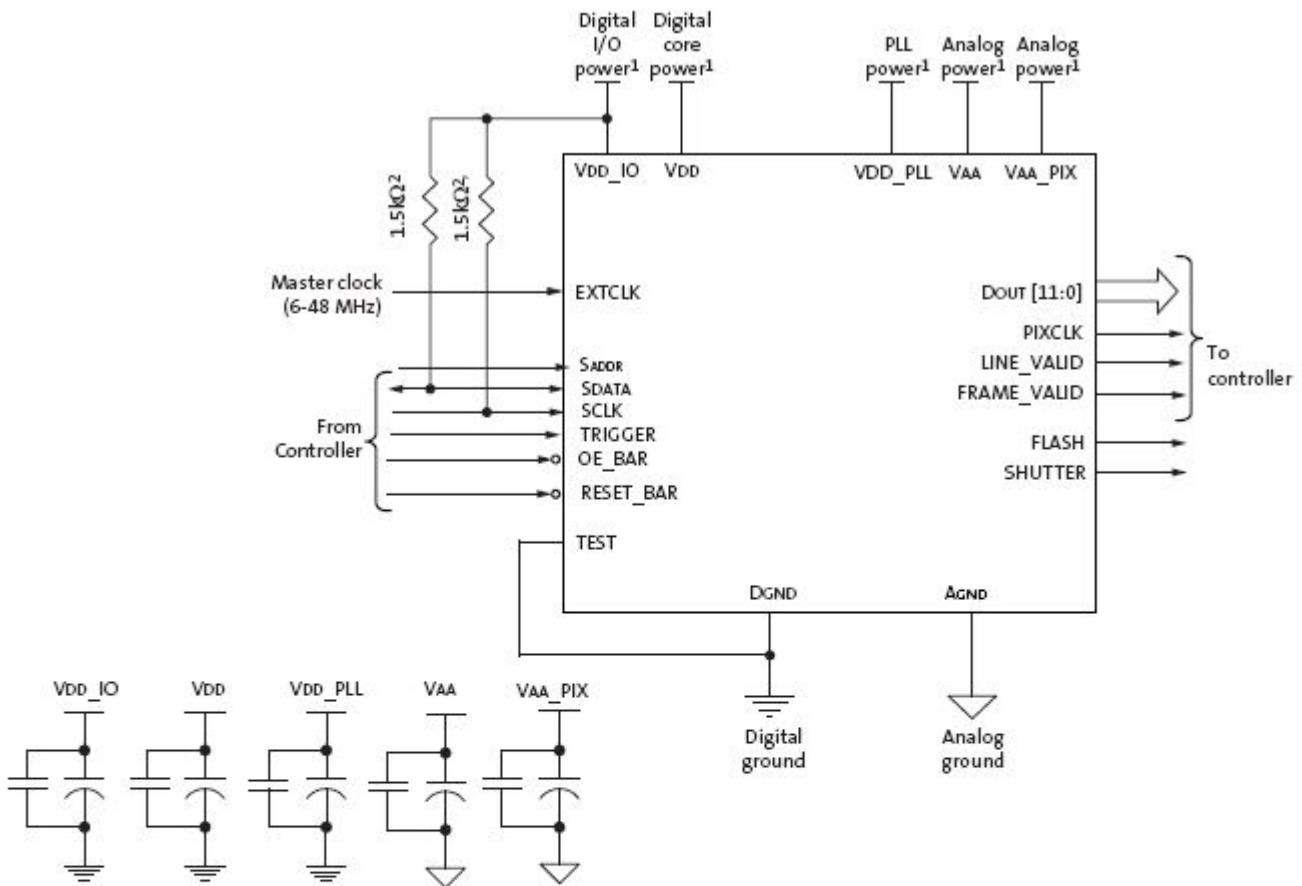 Digital
I/O
power¹
Digital
core
power¹
PLL
power¹
Analog
power¹
Analog
power¹
VDD_IO
VDD
VDD_PLL
VAA
VAA_PIX
1.5kΩ²
1.5kΩ²
Master clock
(6-48 MHz)
EXTCLK
DOUT [11:0]
PIXCLK
LINE_VALID
FRAME_VALID
To
controller
SADDR
SDATA
SCLK
TRIGGER
OE_BAR
RESET_BAR
From
Controller
FLASH
SHUTTER
TEST
DGND
AGND
Digital
ground
Analog
ground
VDD_IO
VDD
VDD_PLL
VAA
VAA_PIX